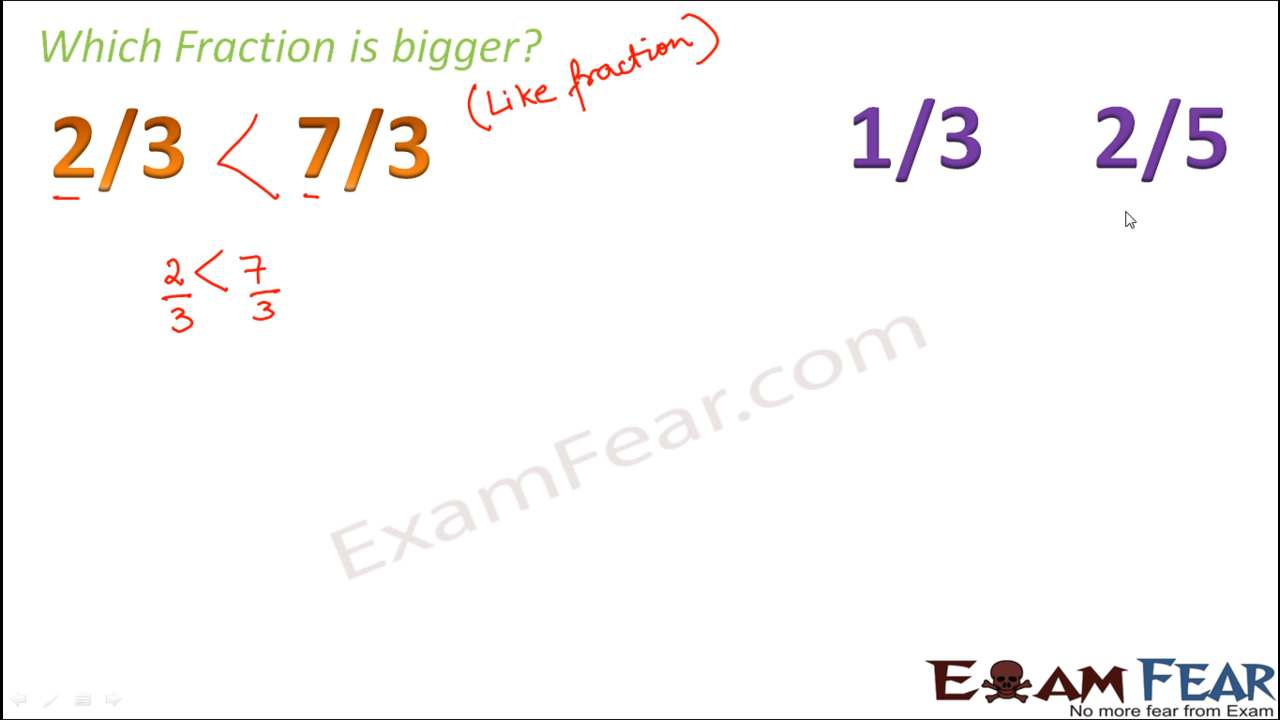 Which Fraction is bigger?
(Like fraction)
2/3 < 7/3
1/3 2/5
2/3 < 7/3
ExamFear.com
EXAM FEAR
No more fear from Exam